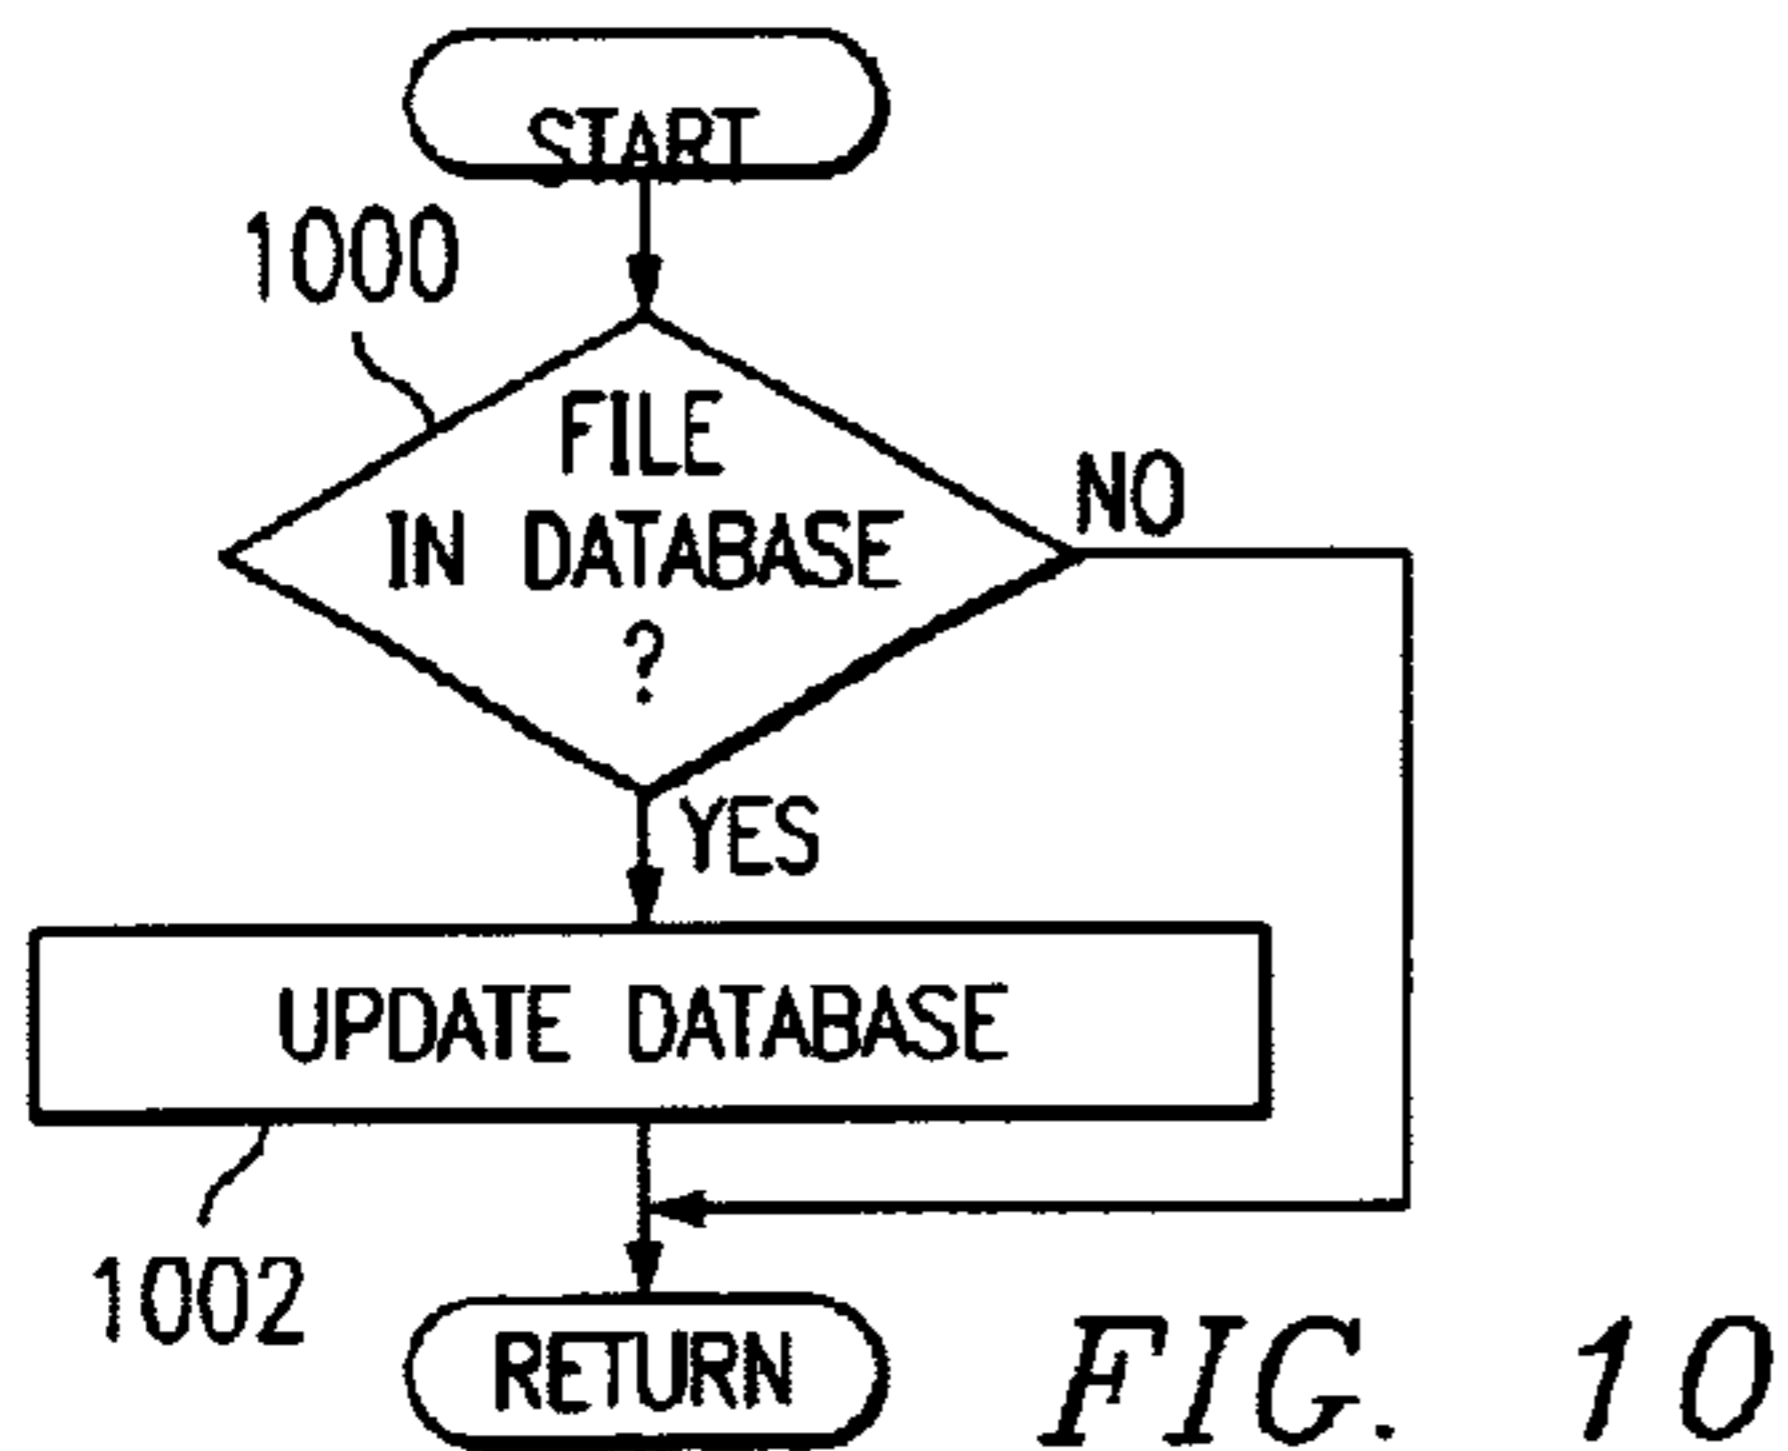 START
1000
FILE
IN DATABASE
?
NO
YES
UPDATE DATABASE
1002
RETURN
FIG. 10